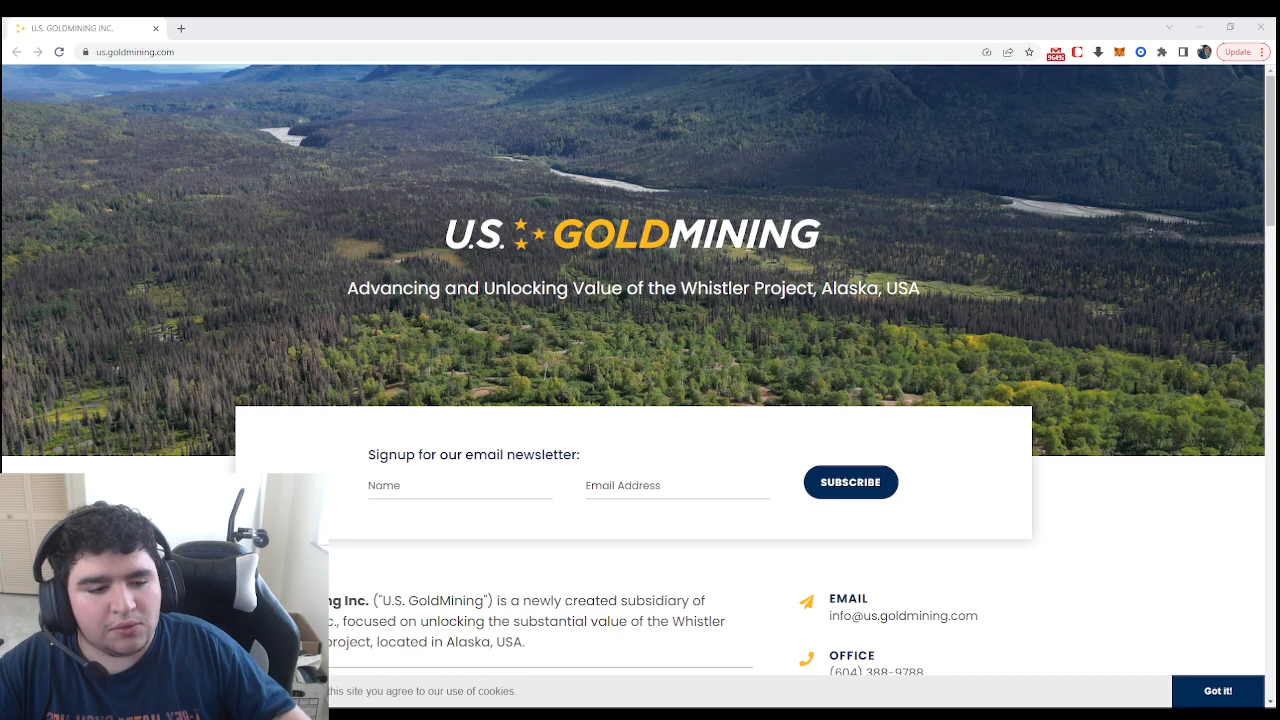 U.S. GOLDMINING INC.
us.goldmining.com
Update
U.S. GOLDMINING
Advancing and Unlocking Value of the Whistler Project, Alaska, USA
Signup for our email newsletter:
Name
Email Address
SUBSCRIBE
Inc. ("U.S. GoldMining") is a newly created subsidiary of
focused on unlocking the substantial value of the Whistler
project, located in Alaska, USA.
EMAIL
info@us.goldmining.com
OFFICE
(604) 388-9788
this site you agree to our use of cookies.
Got it!